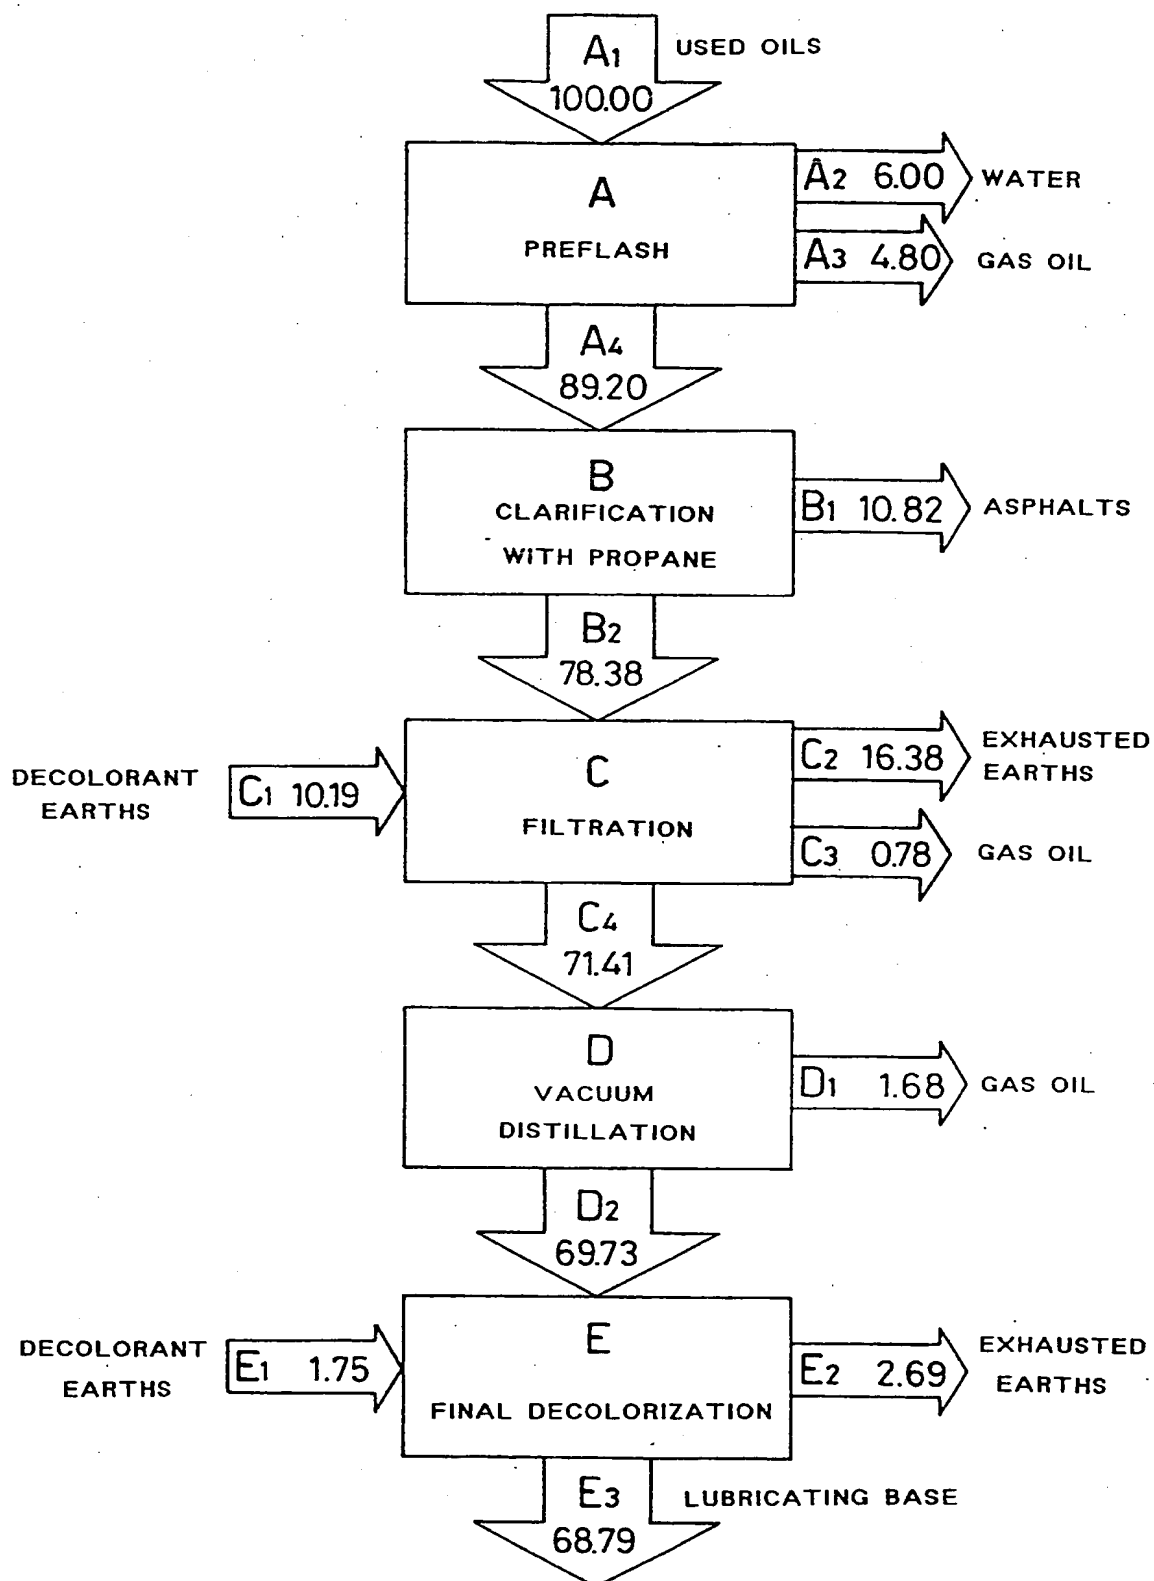 A1
USED OILS
100.00
A
PREFLASH
A2 6.00
WATER
A3 4.80
GAS OIL
A4
89.20
B
CLARIFICATION
WITH PROPANE
B1 10.82
ASPHALTS
B2
78.38
DECOLORANT
EARTHS
C1 10.19
C
FILTRATION
C2 16.38
EXHAUSTED
EARTHS
C3 0.78
GAS OIL
C4
71.41
D
VACUUM
DISTILLATION
D1 1.68
GAS OIL
D2
69.73
DECOLORANT
EARTHS
E1 1.75
E
FINAL DECOLORIZATION
E2 2.69
EXHAUSTED
EARTHS
E3
LUBRICATING BASE
68.79